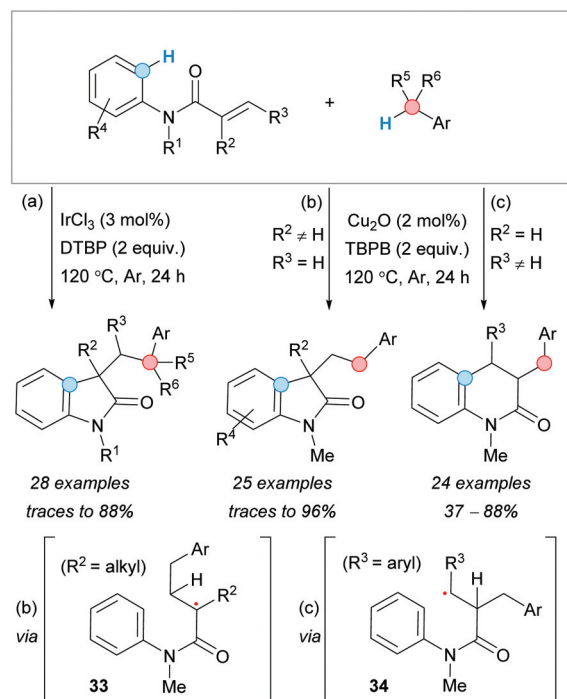 H
O
R³
R⁵ R⁶
+
R⁴
N
R¹
R²
H
Ar
(a)
(b)
(c)
IrCl₃ (3 mol%)
DTBP (2 equiv.)
120 °C, Ar, 24 h
R² ≠ H
R³ = H
Cu₂O (2 mol%)
TBPB (2 equiv.)
120 °C, Ar, 24 h
R² = H
R³ ≠ H
R³
Ar
R²
R⁵
R⁶
O
N
R¹
Ar
R²
O
R⁴
N
Me
R³
Ar
N
O
Me
28 examples
traces to 88%
25 examples
traces to 96%
24 examples
37 – 88%
(b)
via
(R² = alkyl)
Ar
H
R²
N
O
33
Me
(c)
via
(R³ = aryl)
R³
H
Ar
N
O
34
Me